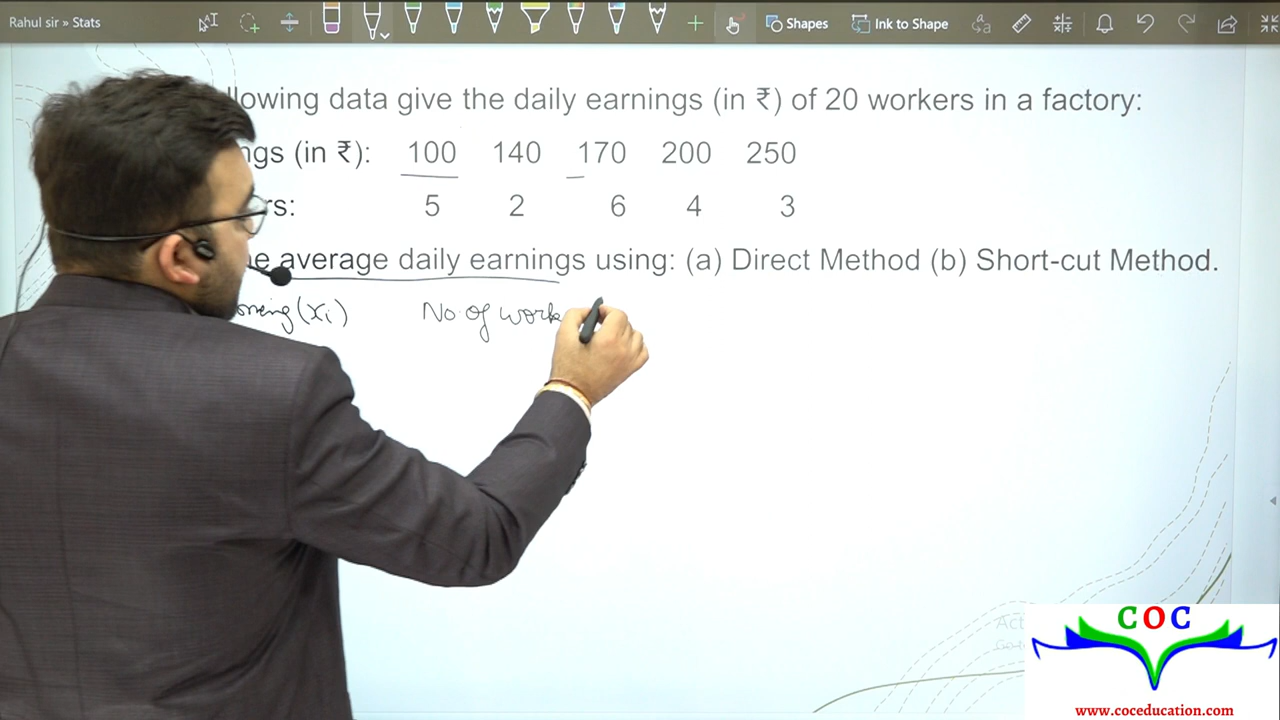 Rahul sir » Stats Shapes Ink to Shape
llowing data give the daily earnings (in ₹) of 20 workers in a factory:
ngs (in ₹): 100 140 170 200 250
rs: 5 2 6 4 3
e average daily earnings using: (a) Direct Method (b) Short-cut Method.
(xi) No. of work
COC
www.coceducation.com